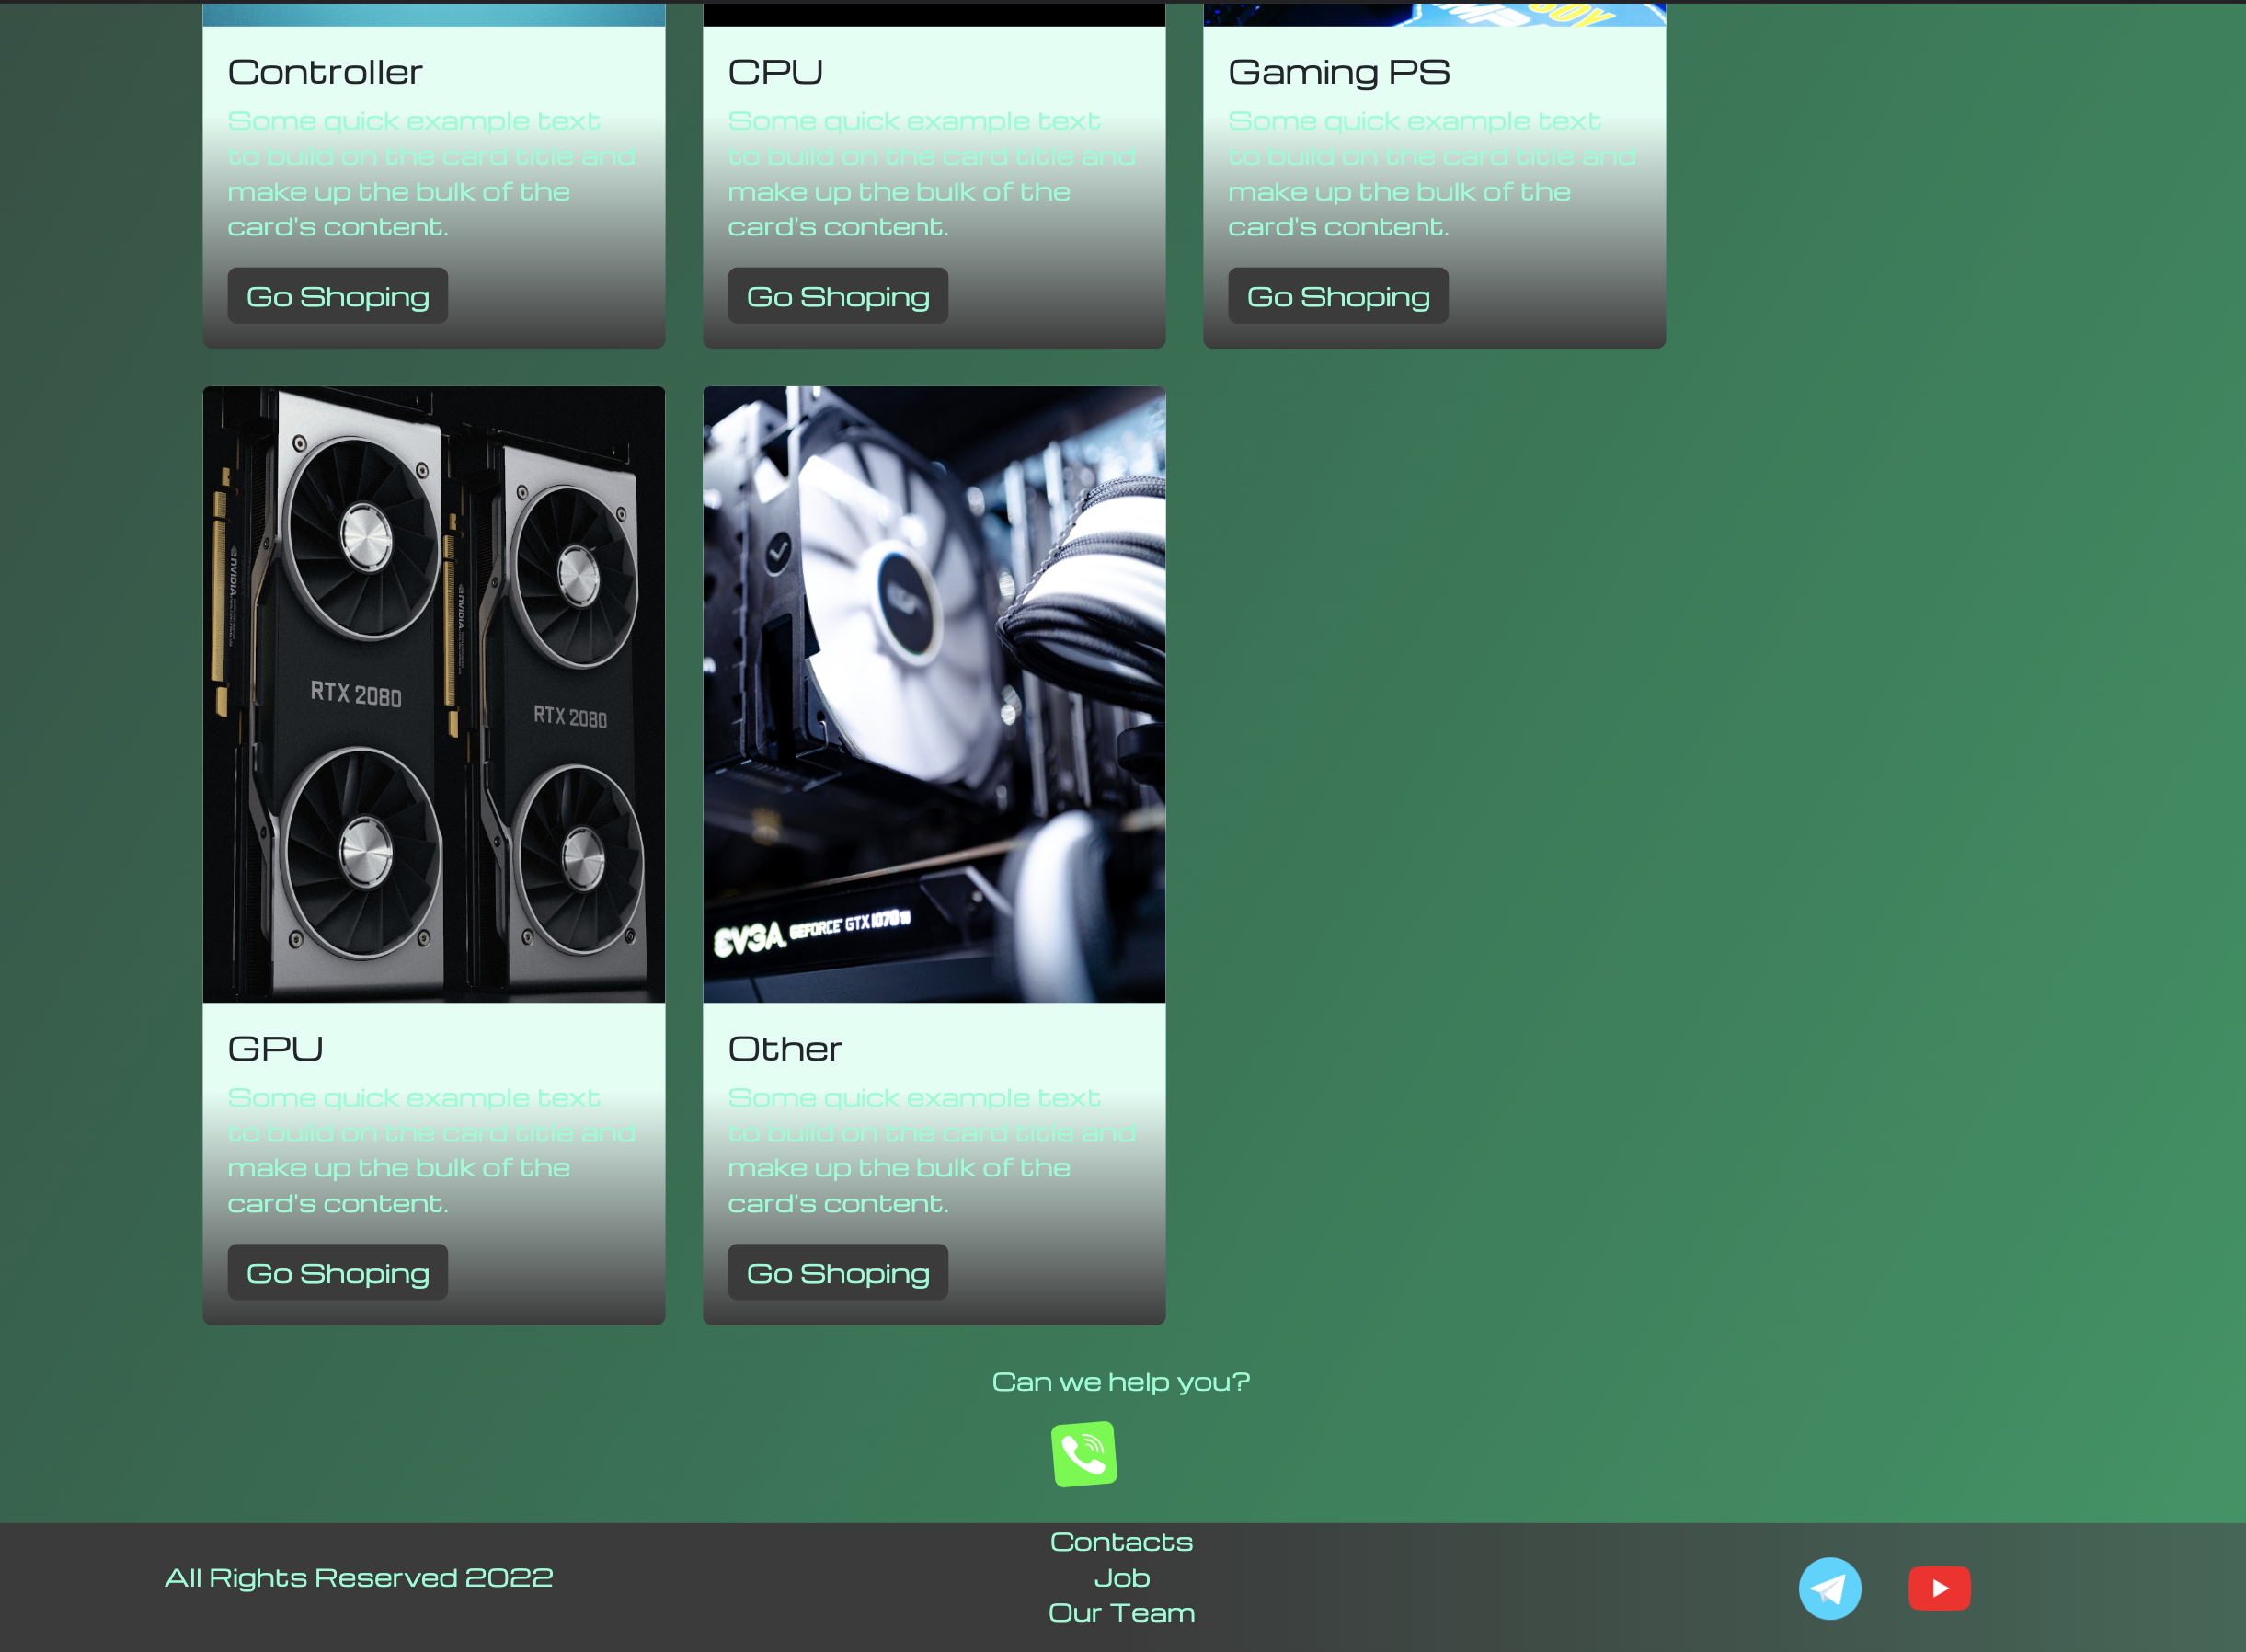 Controller
Some quick example text
to build on the card title and
make up the bulk of the
card's content.
Go Shoping
CPU
Some quick example text
to build on the card title and
make up the bulk of the
card's content.
Go Shoping
Gaming PS
Some quick example text
to build on the card title and
make up the bulk of the
card's content.
Go Shoping
RTX 2080
RTX 2080
NVIDIA
NVIDIA
EVGA GEFORCE GTX 1070 Ti
GPU
Some quick example text
to build on the card title and
make up the bulk of the
card's content.
Go Shoping
Other
Some quick example text
to build on the card title and
make up the bulk of the
card's content.
Go Shoping
Can we help you?
All Rights Reserved 2022
Contacts
Job
Our Team